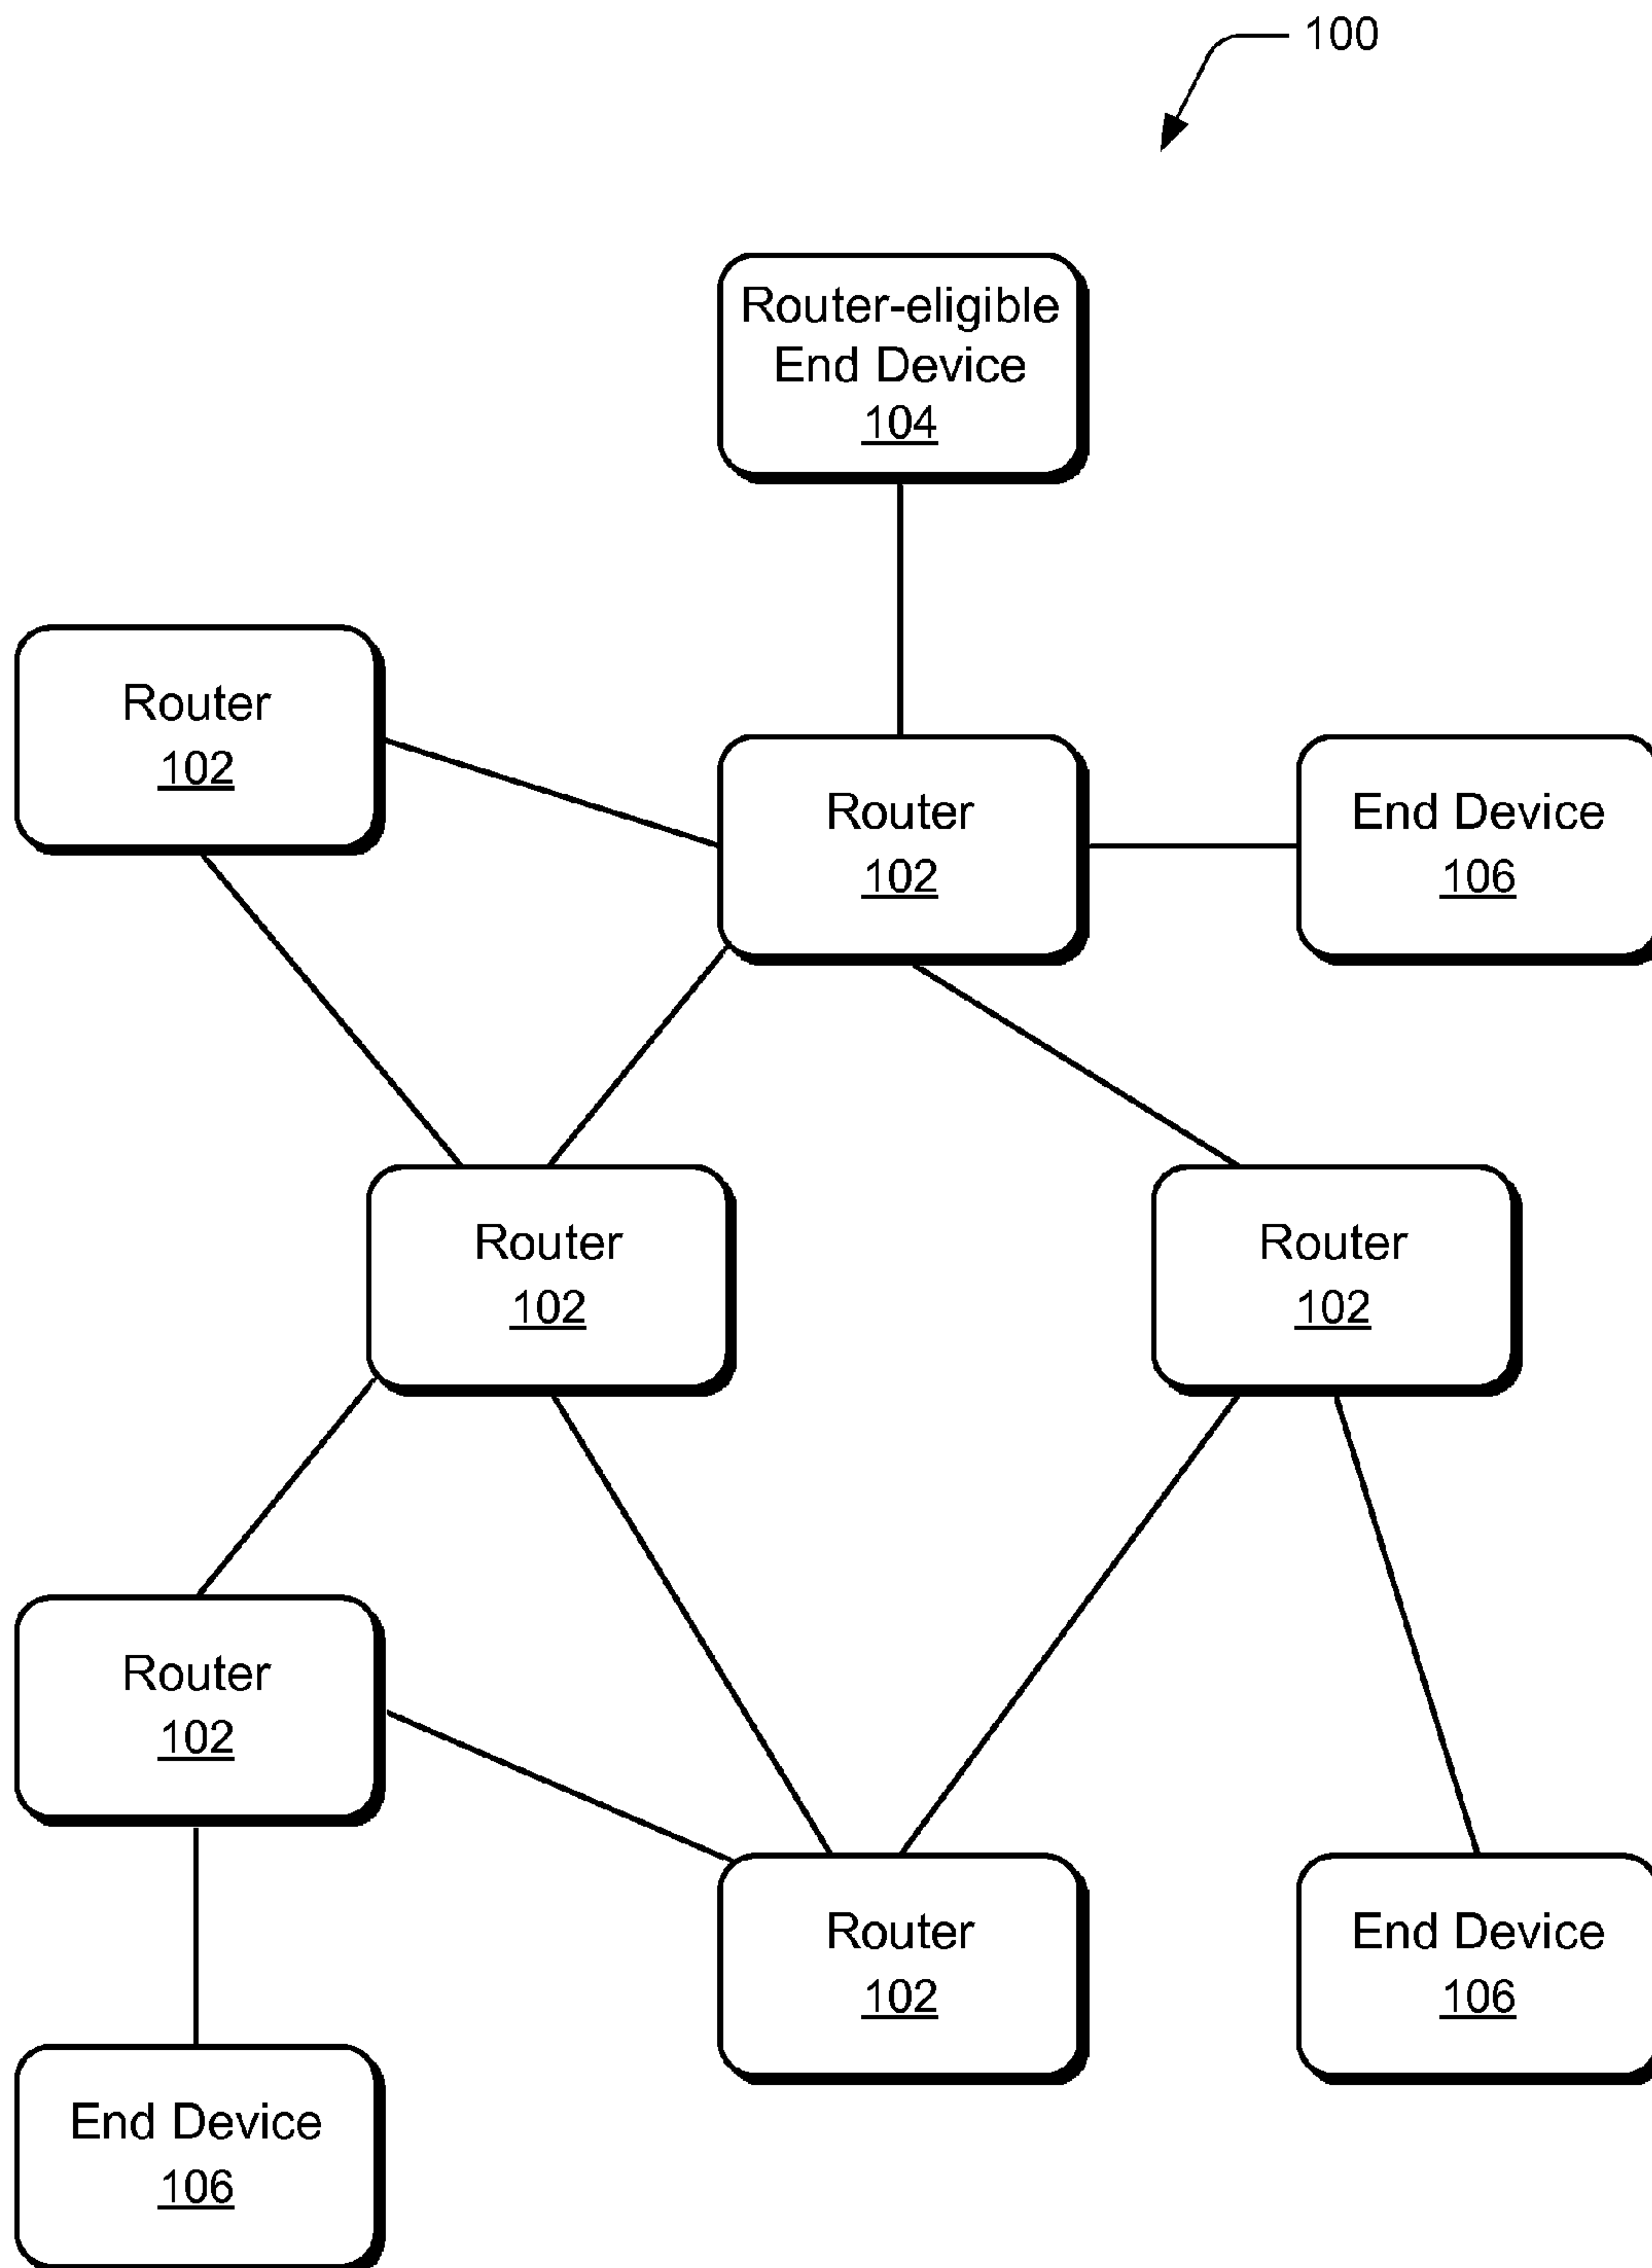 100
Router-eligible
End Device
104
Router
102
Router
102
End Device
106
Router
102
Router
102
Router
102
Router
102
End Device
106
End Device
106